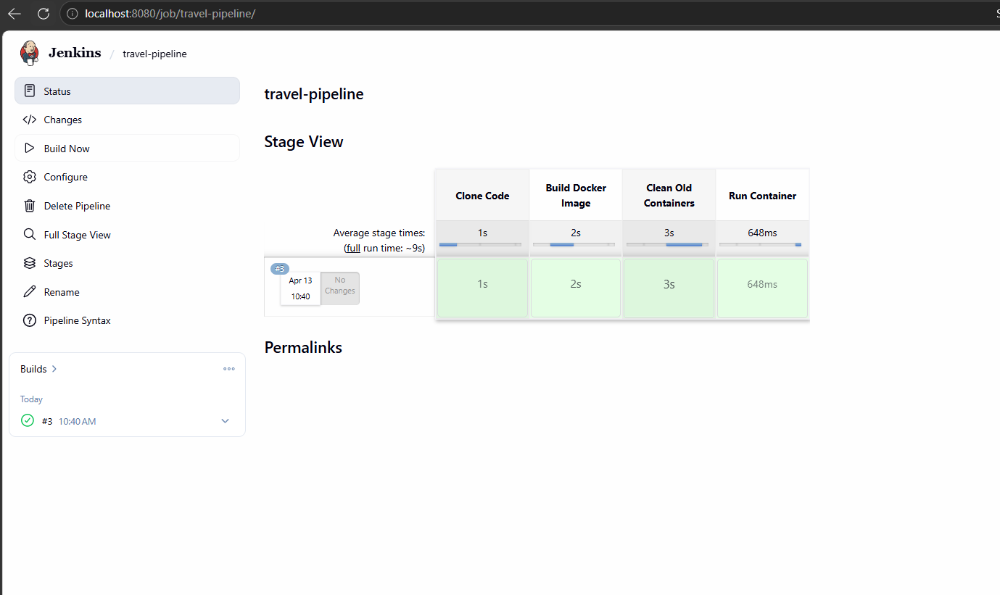 localhost:8080/job/travel-pipeline/
S
Jenkins / travel-pipeline
Status
Changes
Build Now
Configure
Delete Pipeline
Full Stage View
Stages
Rename
Pipeline Syntax
Builds
Today
#3 10:40 AM
travel-pipeline
Stage View
Clone Code
Build Docker
Image
Clean Old
Containers
Run Container
Average stage times:
(full run time: ~9s)
1s
2s
3s
648ms
#3
Apr 13
10:40
No
Changes
1s
2s
3s
648ms
Permalinks